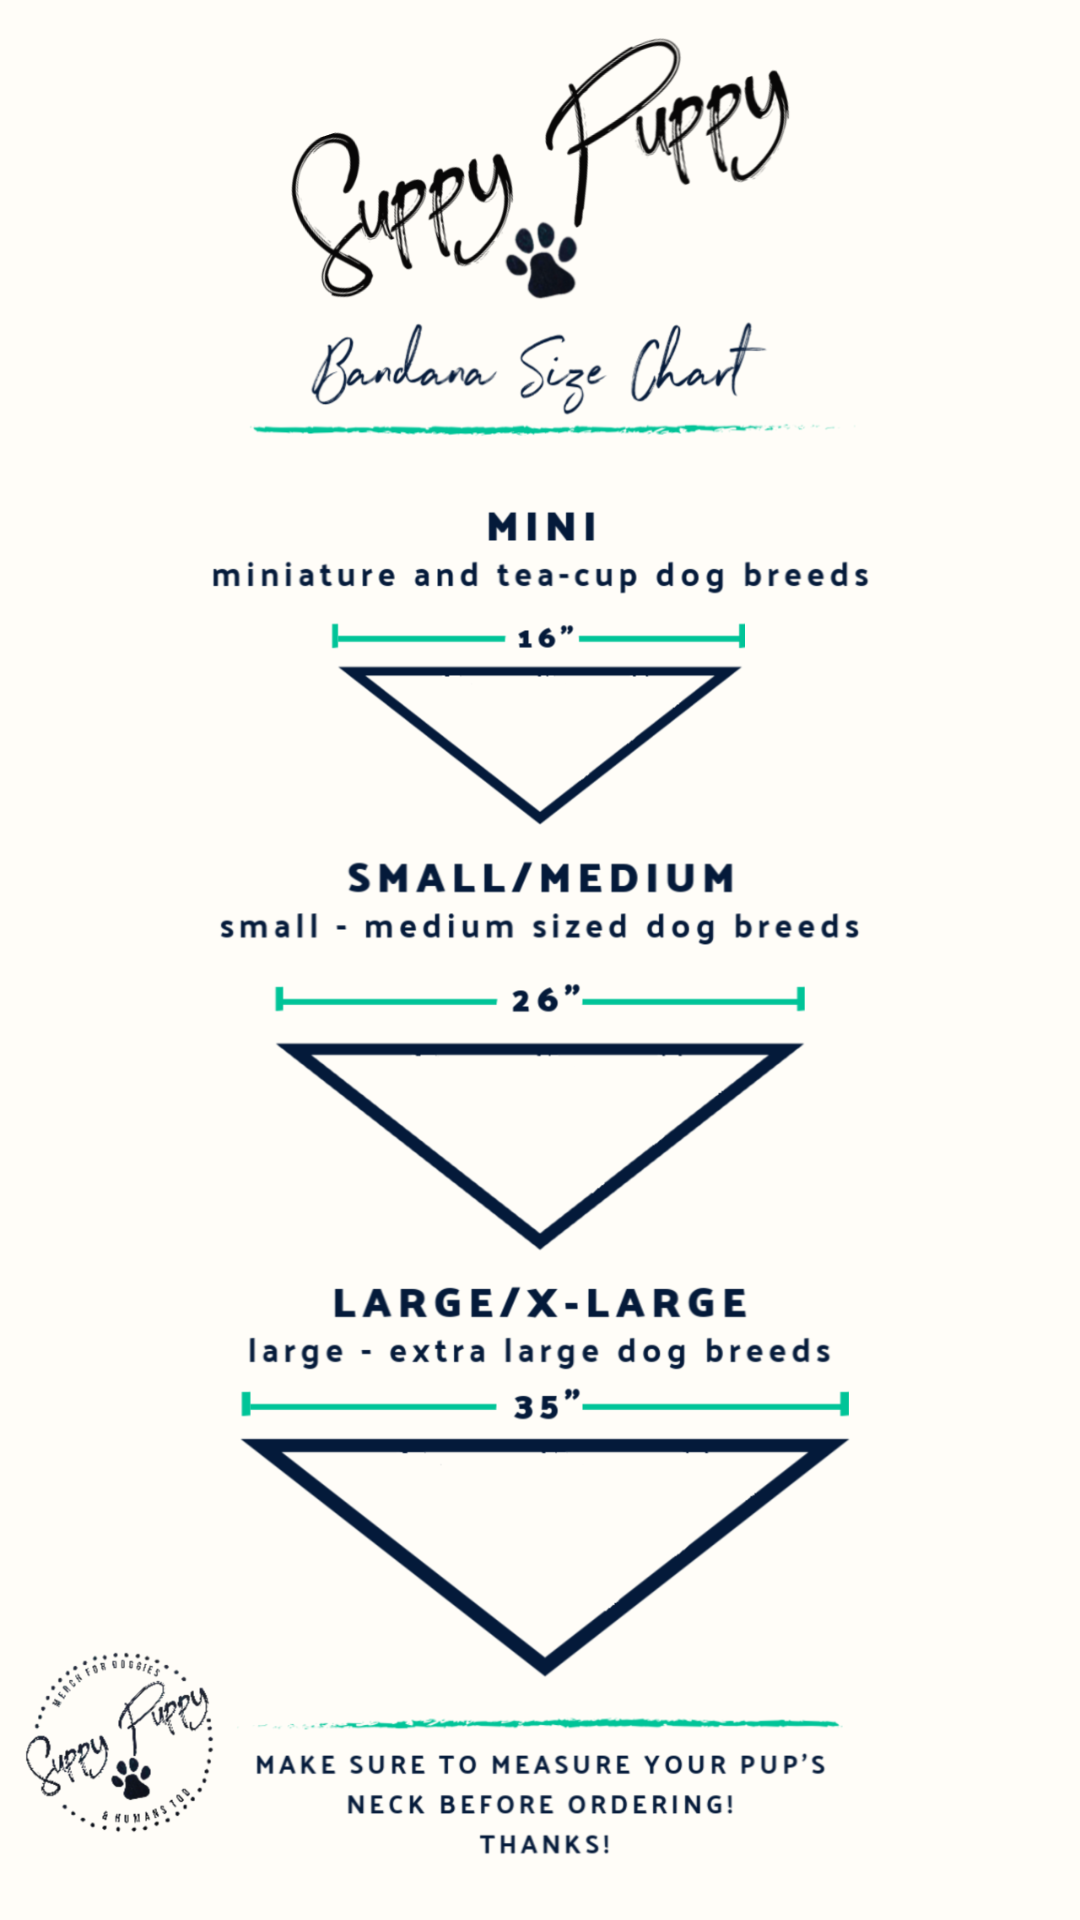 Suppy Puppy
Bandana Size Chart
MINI
miniature and tea-cup dog breeds
16”
SMALL/MEDIUM
small - medium sized dog breeds
26”
LARGE/X-LARGE
large - extra large dog breeds
35”
MERCH FOR DOGGIES
Suppy Puppy
& HUMANS TOO
MAKE SURE TO MEASURE YOUR PUP’S
NECK BEFORE ORDERING!
THANKS!